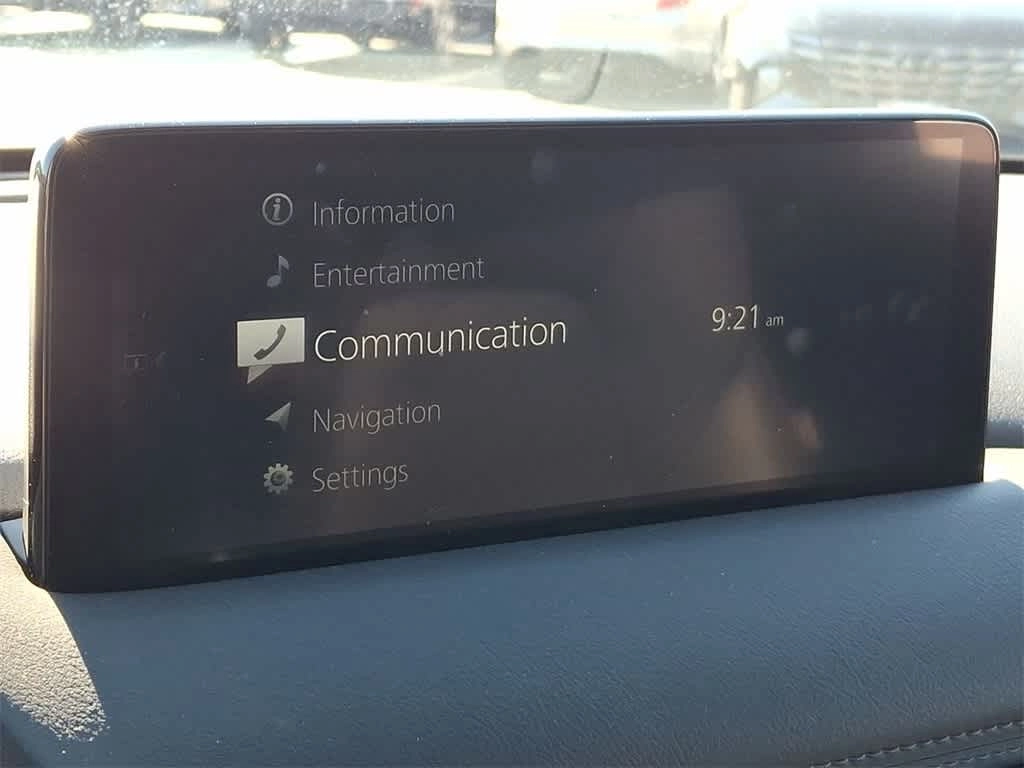 Information
Entertainment
Communication
9:21 am
Navigation
Settings